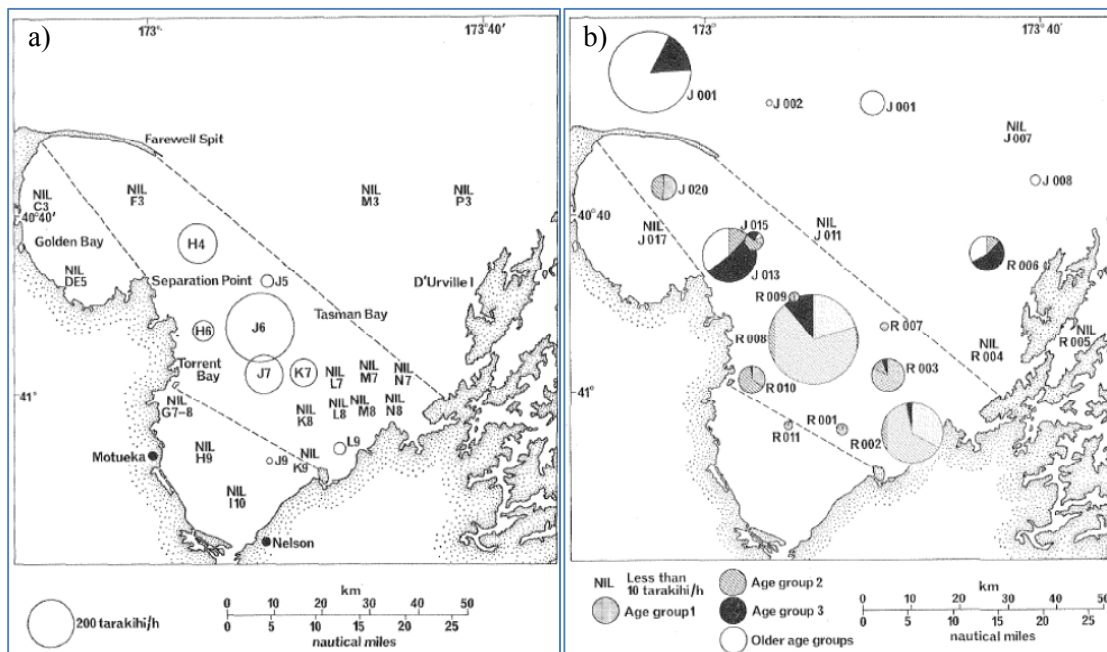 a)
173°
173°40'
Farewell Spit
NIL
C3
NIL
F3
NIL
M3
NIL
P3
40°40'
Golden Bay
H4
NIL
DE5
Separation Point
J5
D'Urville I
H6
J6
Tasman Bay
Torrent
Bay
J7
K7
NIL
L7
NIL
M7
NIL
N7
41°
NIL
G7-8
NIL
K8
NIL
L8
NIL
M8
NIL
N8
Motueka
NIL
H9
J9
NIL
K9
L9
NIL
I10
Nelson
200 tarakihi/h
km
0 10 20 30 40 50
0 5 10 15 20 25
nautical miles
b)
173°
173°40'
J 001
J 002
J 001
NIL
J 007
J 020
J 008
40°40
NIL
J 017
J 015
NIL
J 011
J 013
R 006
R 009
R 007
R 008
NIL
R 004
NIL
R 005
R 003
41°
R 010
R 011
R 001
R 002
NIL Less than
10 tarakihi/h
Age group 1
Age group 2
Age group 3
Older age groups
km
0 10 20 30 40 50
0 5 10 15 20 25
nautical miles